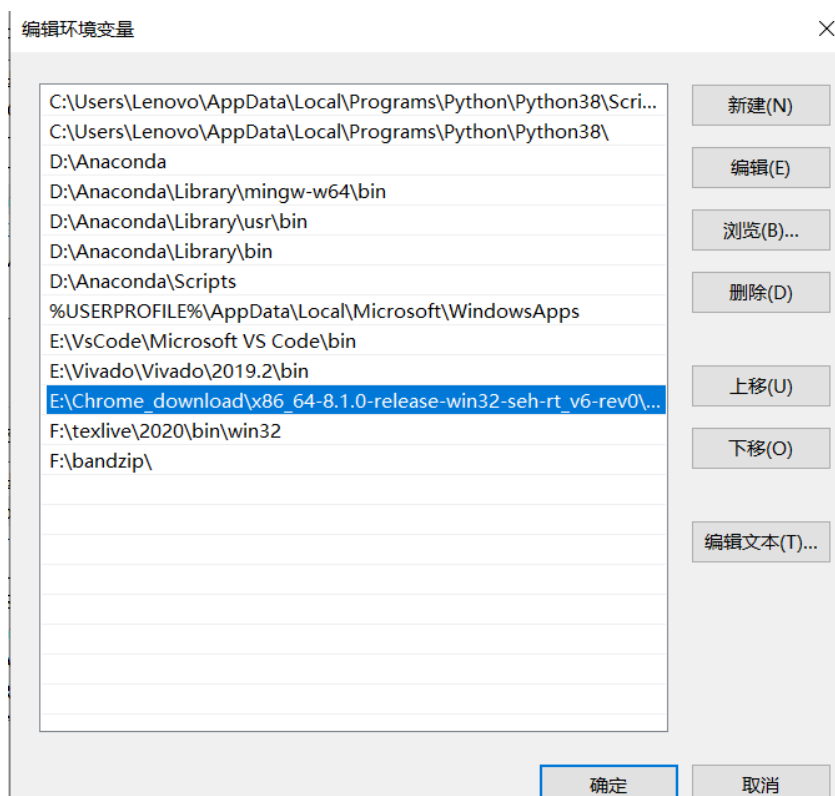 编辑环境变量
C:\Users\Lenovo\AppData\Local\Programs\Python\Python38\Scri...
C:\Users\Lenovo\AppData\Local\Programs\Python\Python38\
D:\Anaconda
D:\Anaconda\Library\mingw-w64\bin
D:\Anaconda\Library\usr\bin
D:\Anaconda\Library\bin
D:\Anaconda\Scripts
%USERPROFILE%\AppData\Local\Microsoft\WindowsApps
E:\VsCode\Microsoft VS Code\bin
E:\Vivado\Vivado\2019.2\bin
E:\Chrome_download\x86_64-8.1.0-release-win32-seh-rt_v6-rev0\...
F:\texlive\2020\bin\win32
F:\bandzip\
新建(N)
编辑(E)
浏览(B)...
删除(D)
上移(U)
下移(O)
编辑文本(T)...
确定
取消